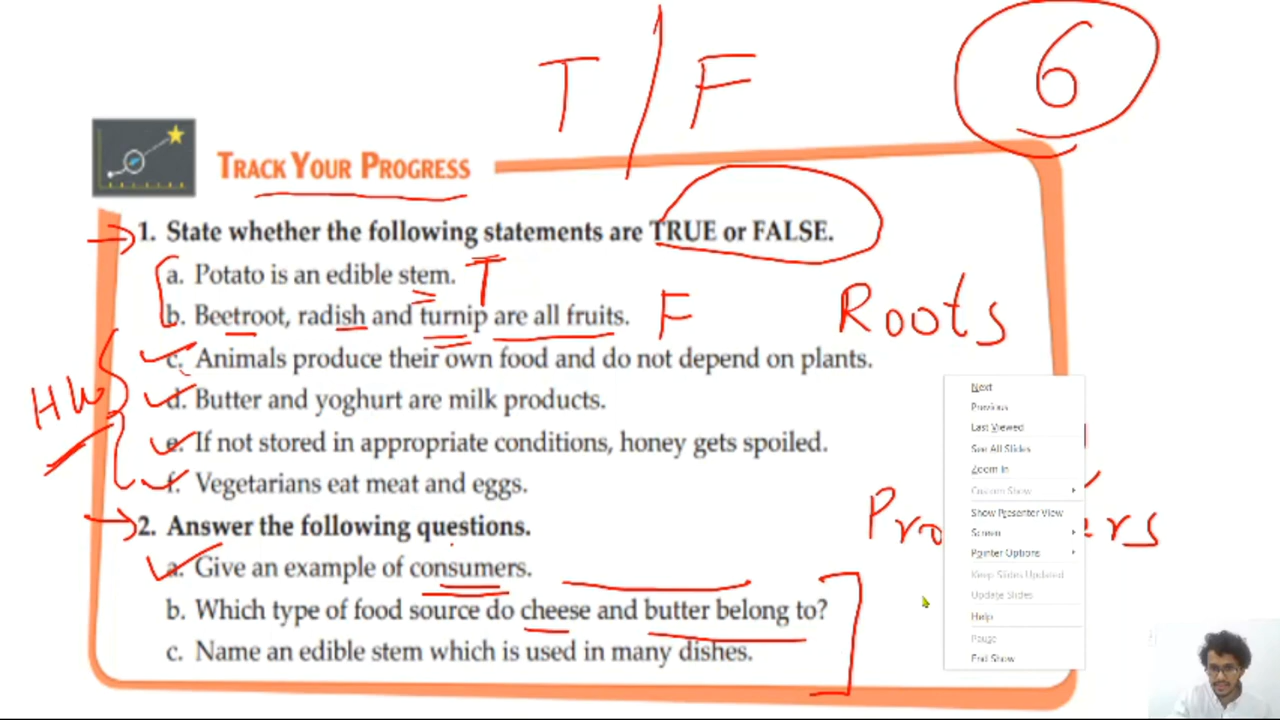 T / F
6
TRACK YOUR PROGRESS
1. State whether the following statements are TRUE or FALSE.
a. Potato is an edible stem. T
b. Beetroot, radish and turnip are all fruits. F Roots
c. Animals produce their own food and do not depend on plants.
HW
d. Butter and yoghurt are milk products.
e. If not stored in appropriate conditions, honey gets spoiled.
f. Vegetarians eat meat and eggs.
2. Answer the following questions.
a. Give an example of consumers.
b. Which type of food source do cheese and butter belong to?
c. Name an edible stem which is used in many dishes.
Next
Previous
Last Viewed
See All Slides
Zoom In
Custom Show
Show Presenter View
Screen
Pointer Options
Keep Slides Updated
Update Slides
Help
Pause
End Show